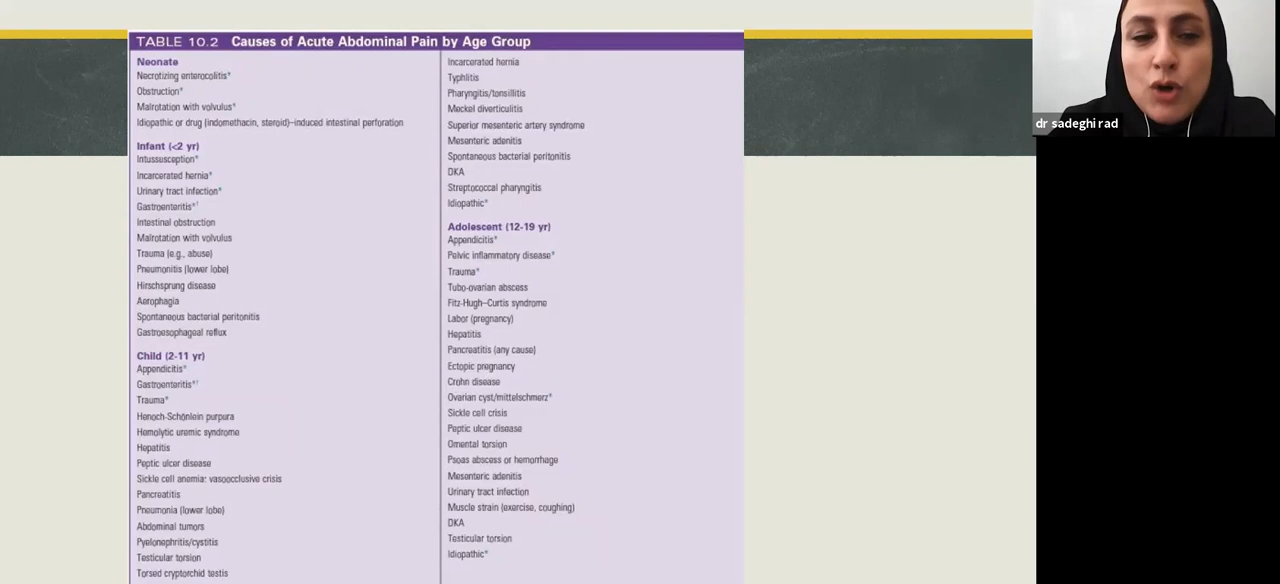 TABLE 10.2 Causes of Acute Abdominal Pain by Age Group
Neonate
Necrotizing enterocolitis*
Obstruction*
Malrotation with volvulus*
Idiopathic or drug (indomethacin, steroid)–induced intestinal perforation
Infant (<2 yr)
Intussusception*
Incarcerated hernia*
Urinary tract infection*
Gastroenteritis*†
Intestinal obstruction
Malrotation with volvulus
Trauma (e.g., abuse)
Pneumonitis (lower lobe)
Hirschsprung disease
Aerophagia
Spontaneous bacterial peritonitis
Gastroesophageal reflux
Child (2-11 yr)
Appendicitis*
Gastroenteritis*†
Trauma*
Henoch-Schönlein purpura
Hemolytic uremic syndrome
Hepatitis
Peptic ulcer disease
Sickle cell anemia: vasoocclusive crisis
Pancreatitis
Pneumonia (lower lobe)
Abdominal tumors
Pyelonephritis/cystitis
Testicular torsion
Torsed cryptorchid testis
Incarcerated hernia
Typhlitis
Pharyngitis/tonsillitis
Meckel diverticulitis
Superior mesenteric artery syndrome
Mesenteric adenitis
Spontaneous bacterial peritonitis
DKA
Streptococcal pharyngitis
Idiopathic*
Adolescent (12-19 yr)
Appendicitis*
Pelvic inflammatory disease*
Trauma*
Tubo-ovarian abscess
Fitz-Hugh–Curtis syndrome
Labor (pregnancy)
Hepatitis
Pancreatitis (any cause)
Ectopic pregnancy
Crohn disease
Ovarian cyst/mittelschmerz*
Sickle cell crisis
Peptic ulcer disease
Omental torsion
Psoas abscess or hemorrhage
Mesenteric adenitis
Urinary tract infection
Muscle strain (exercise, coughing)
DKA
Testicular torsion
Idiopathic*
dr sadeghi rad